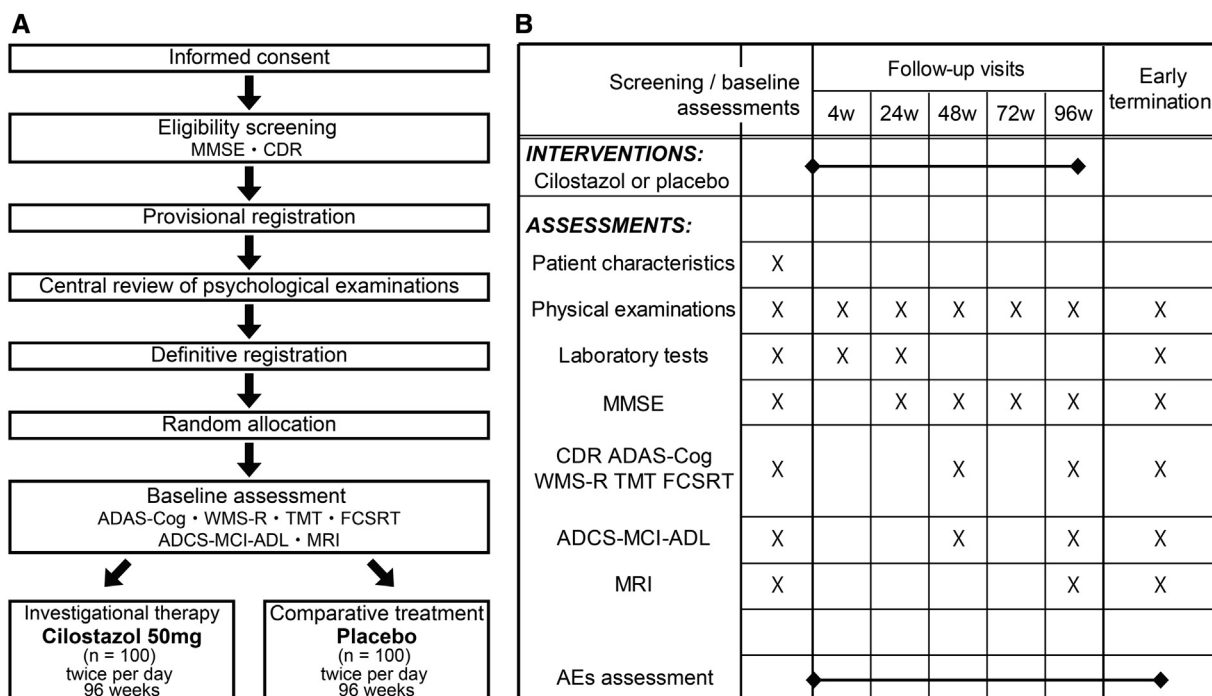 A
Informed consent
Eligibility screening
MMSE・CDR
Provisional registration
Central review of psychological examinations
Definitive registration
Random allocation
Baseline assessment
ADAS-Cog・WMS-R・TMT・FCSRT
ADCS-MCI-ADL・MRI
Investigational therapy
Cilostazol 50mg
(n = 100)
twice per day
96 weeks
Comparative treatment
Placebo
(n = 100)
twice per day
96 weeks
B
Screening / baseline
assessments
Follow-up visits
Early
termination
4w 24w 48w 72w 96w
INTERVENTIONS:
Cilostazol or placebo
ASSESSMENTS:
Patient characteristics X
Physical examinations X X X X X X X
Laboratory tests X X X X
MMSE X X X X X X
CDR ADAS-Cog
WMS-R TMT FCSRT X X X X
ADCS-MCI-ADL X X X X
MRI X X X
AEs assessment